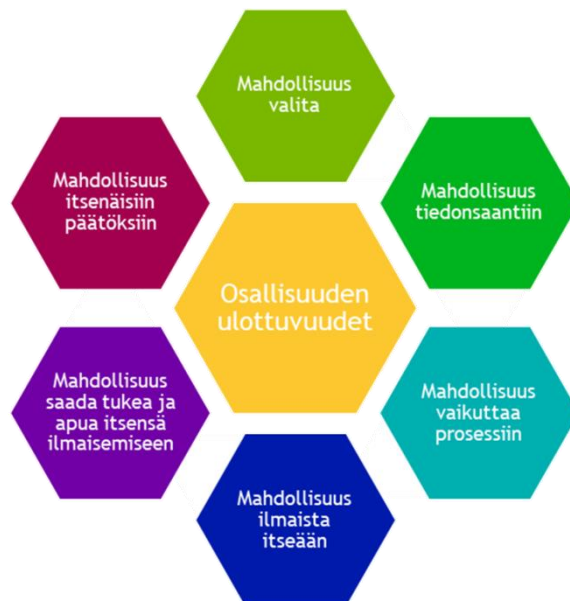 Mahdollisuus
valita
Mahdollisuus
tiedonsaantiin
Mahdollisuus
vaikuttaa
prosessiin
Mahdollisuus
ilmaista
itseään
Mahdollisuus
saada tukea ja
apua itsensä
ilmaisemiseen
Mahdollisuus
itsenäisiin
päätöksiin
Osallisuuden
ulottuvuudet